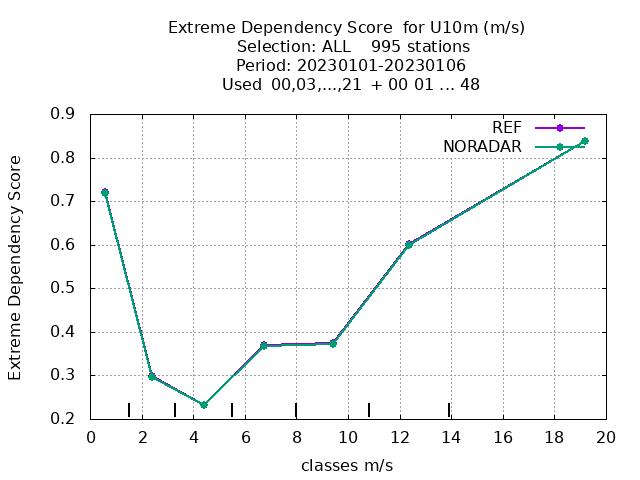 Extreme Dependency Score  for U10m (m/s)
Selection: ALL    995 stations
Period: 20230101-20230106
Used  00,03,...,21  + 00 01 ... 48
REF
NORADAR
Extreme Dependency Score
0.9
0.8
0.7
0.6
0.5
0.4
0.3
0.2
0 2 4 6 8 10 12 14 16 18 20
classes m/s